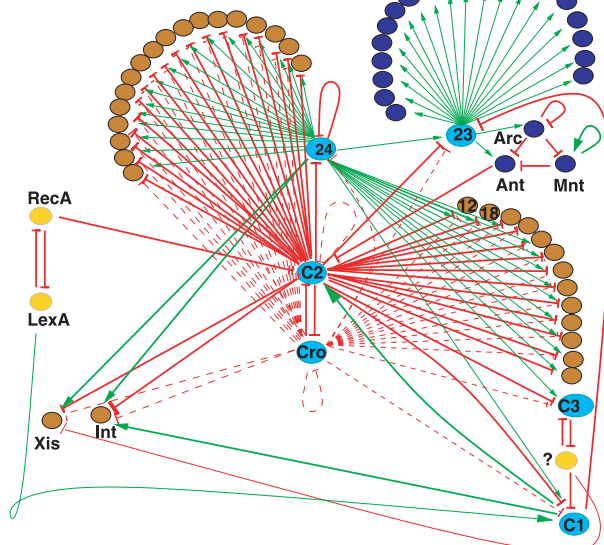 23
Arc
24
Ant
Mnt
RecA
12
18
C2
LexA
Cro
C3
Xis
Int
?
C1